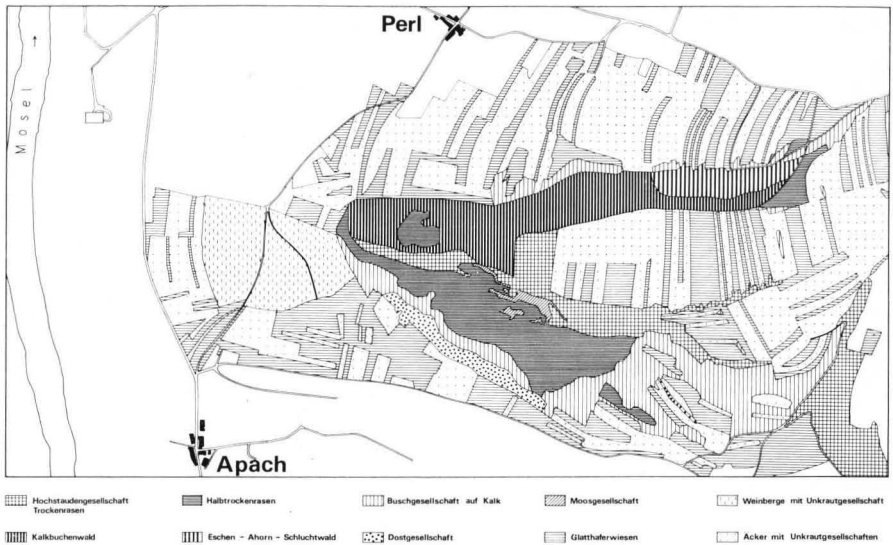 Perl
Mosel
→
Apach
Hochstaudengesellschaft
Trockenrasen
Halbtrockenrasen
Buschgesellschaft auf Kalk
Moosgesellschaft
Weinberge mit Unkrautgesellschaft
Kalkbuchenwald
Eschen - Ahorn - Schluchtwald
Dostgesellschaft
Glatthaferwiesen
Acker mit Unkrautgesellschaften